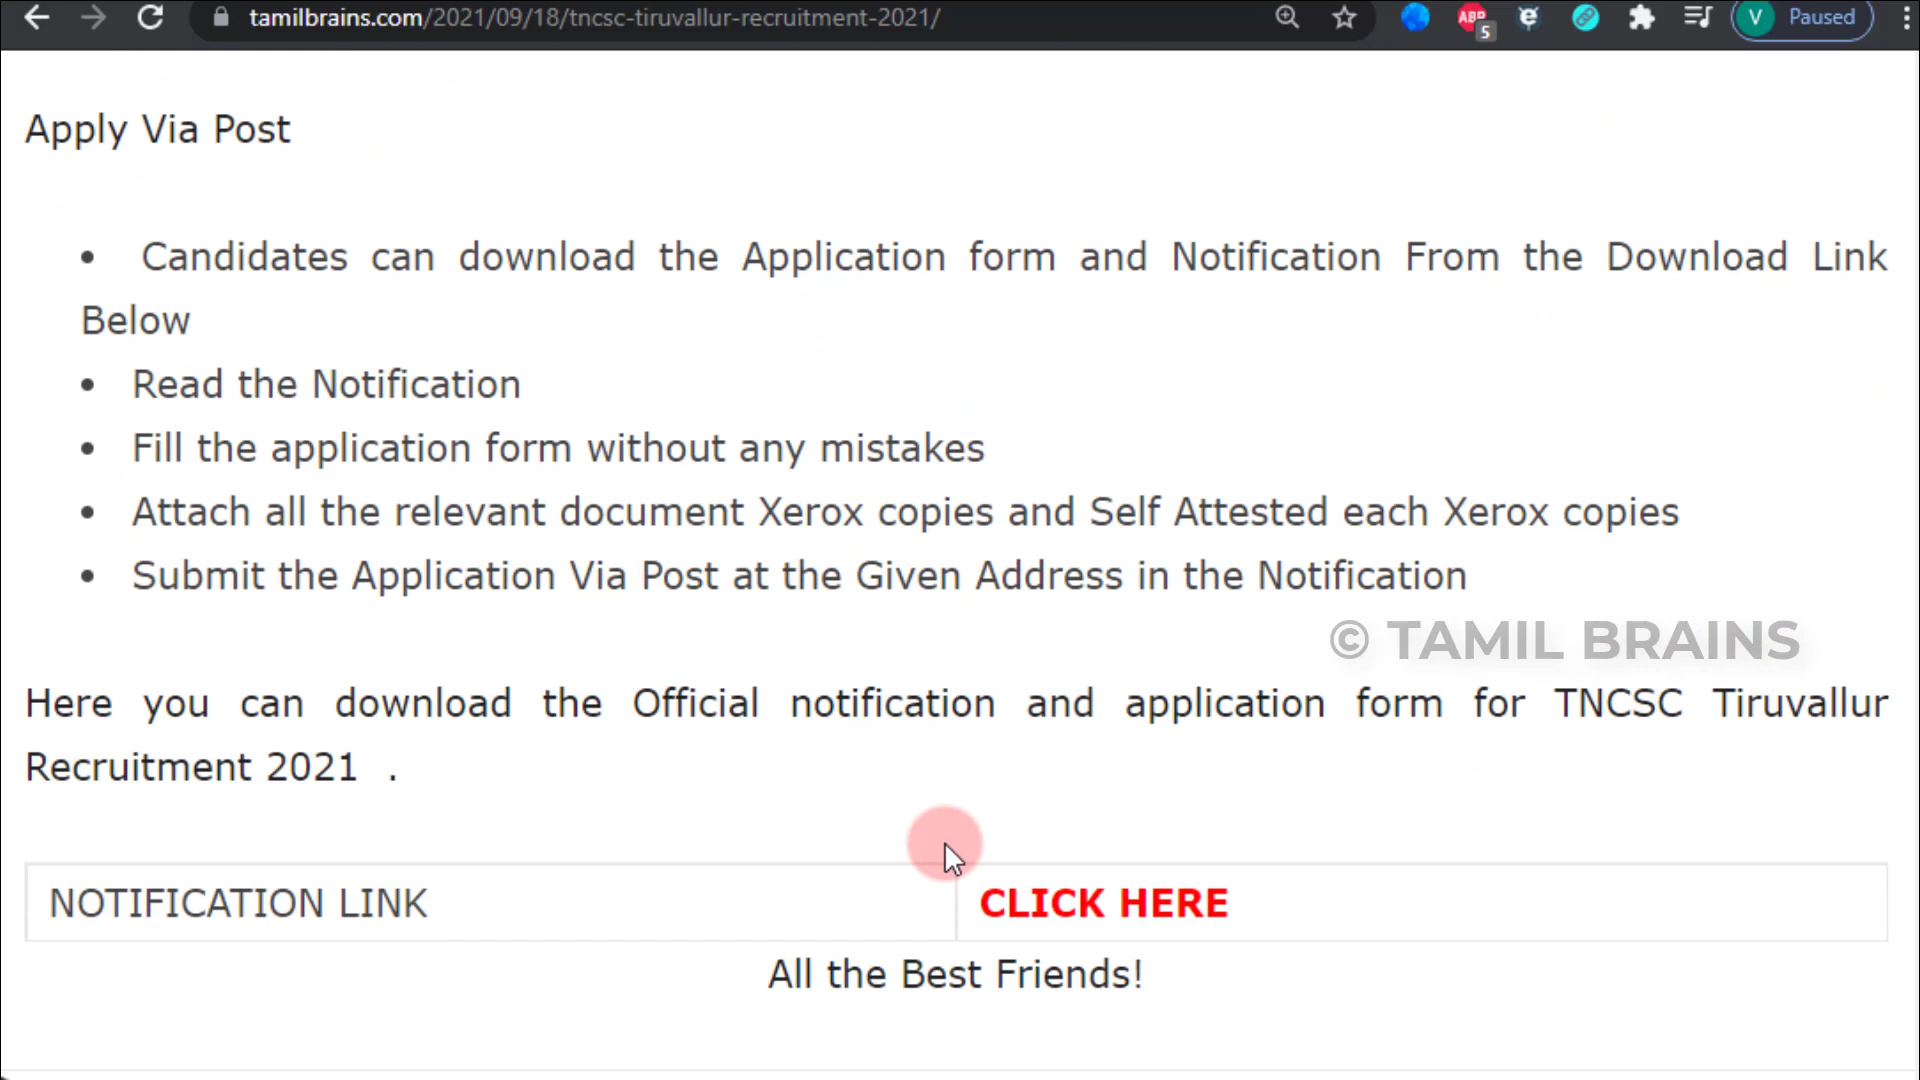 tamilbrains.com/2021/09/18/tncsc-tiruvallur-recruitment-2021/
ABP
5
V
Paused
Apply Via Post
• Candidates can download the Application form and Notification From the Download Link
Below
• Read the Notification
• Fill the application form without any mistakes
• Attach all the relevant document Xerox copies and Self Attested each Xerox copies
• Submit the Application Via Post at the Given Address in the Notification
© TAMIL BRAINS
Here you can download the Official notification and application form for TNCSC Tiruvallur
Recruitment 2021 .
NOTIFICATION LINK
CLICK HERE
All the Best Friends!